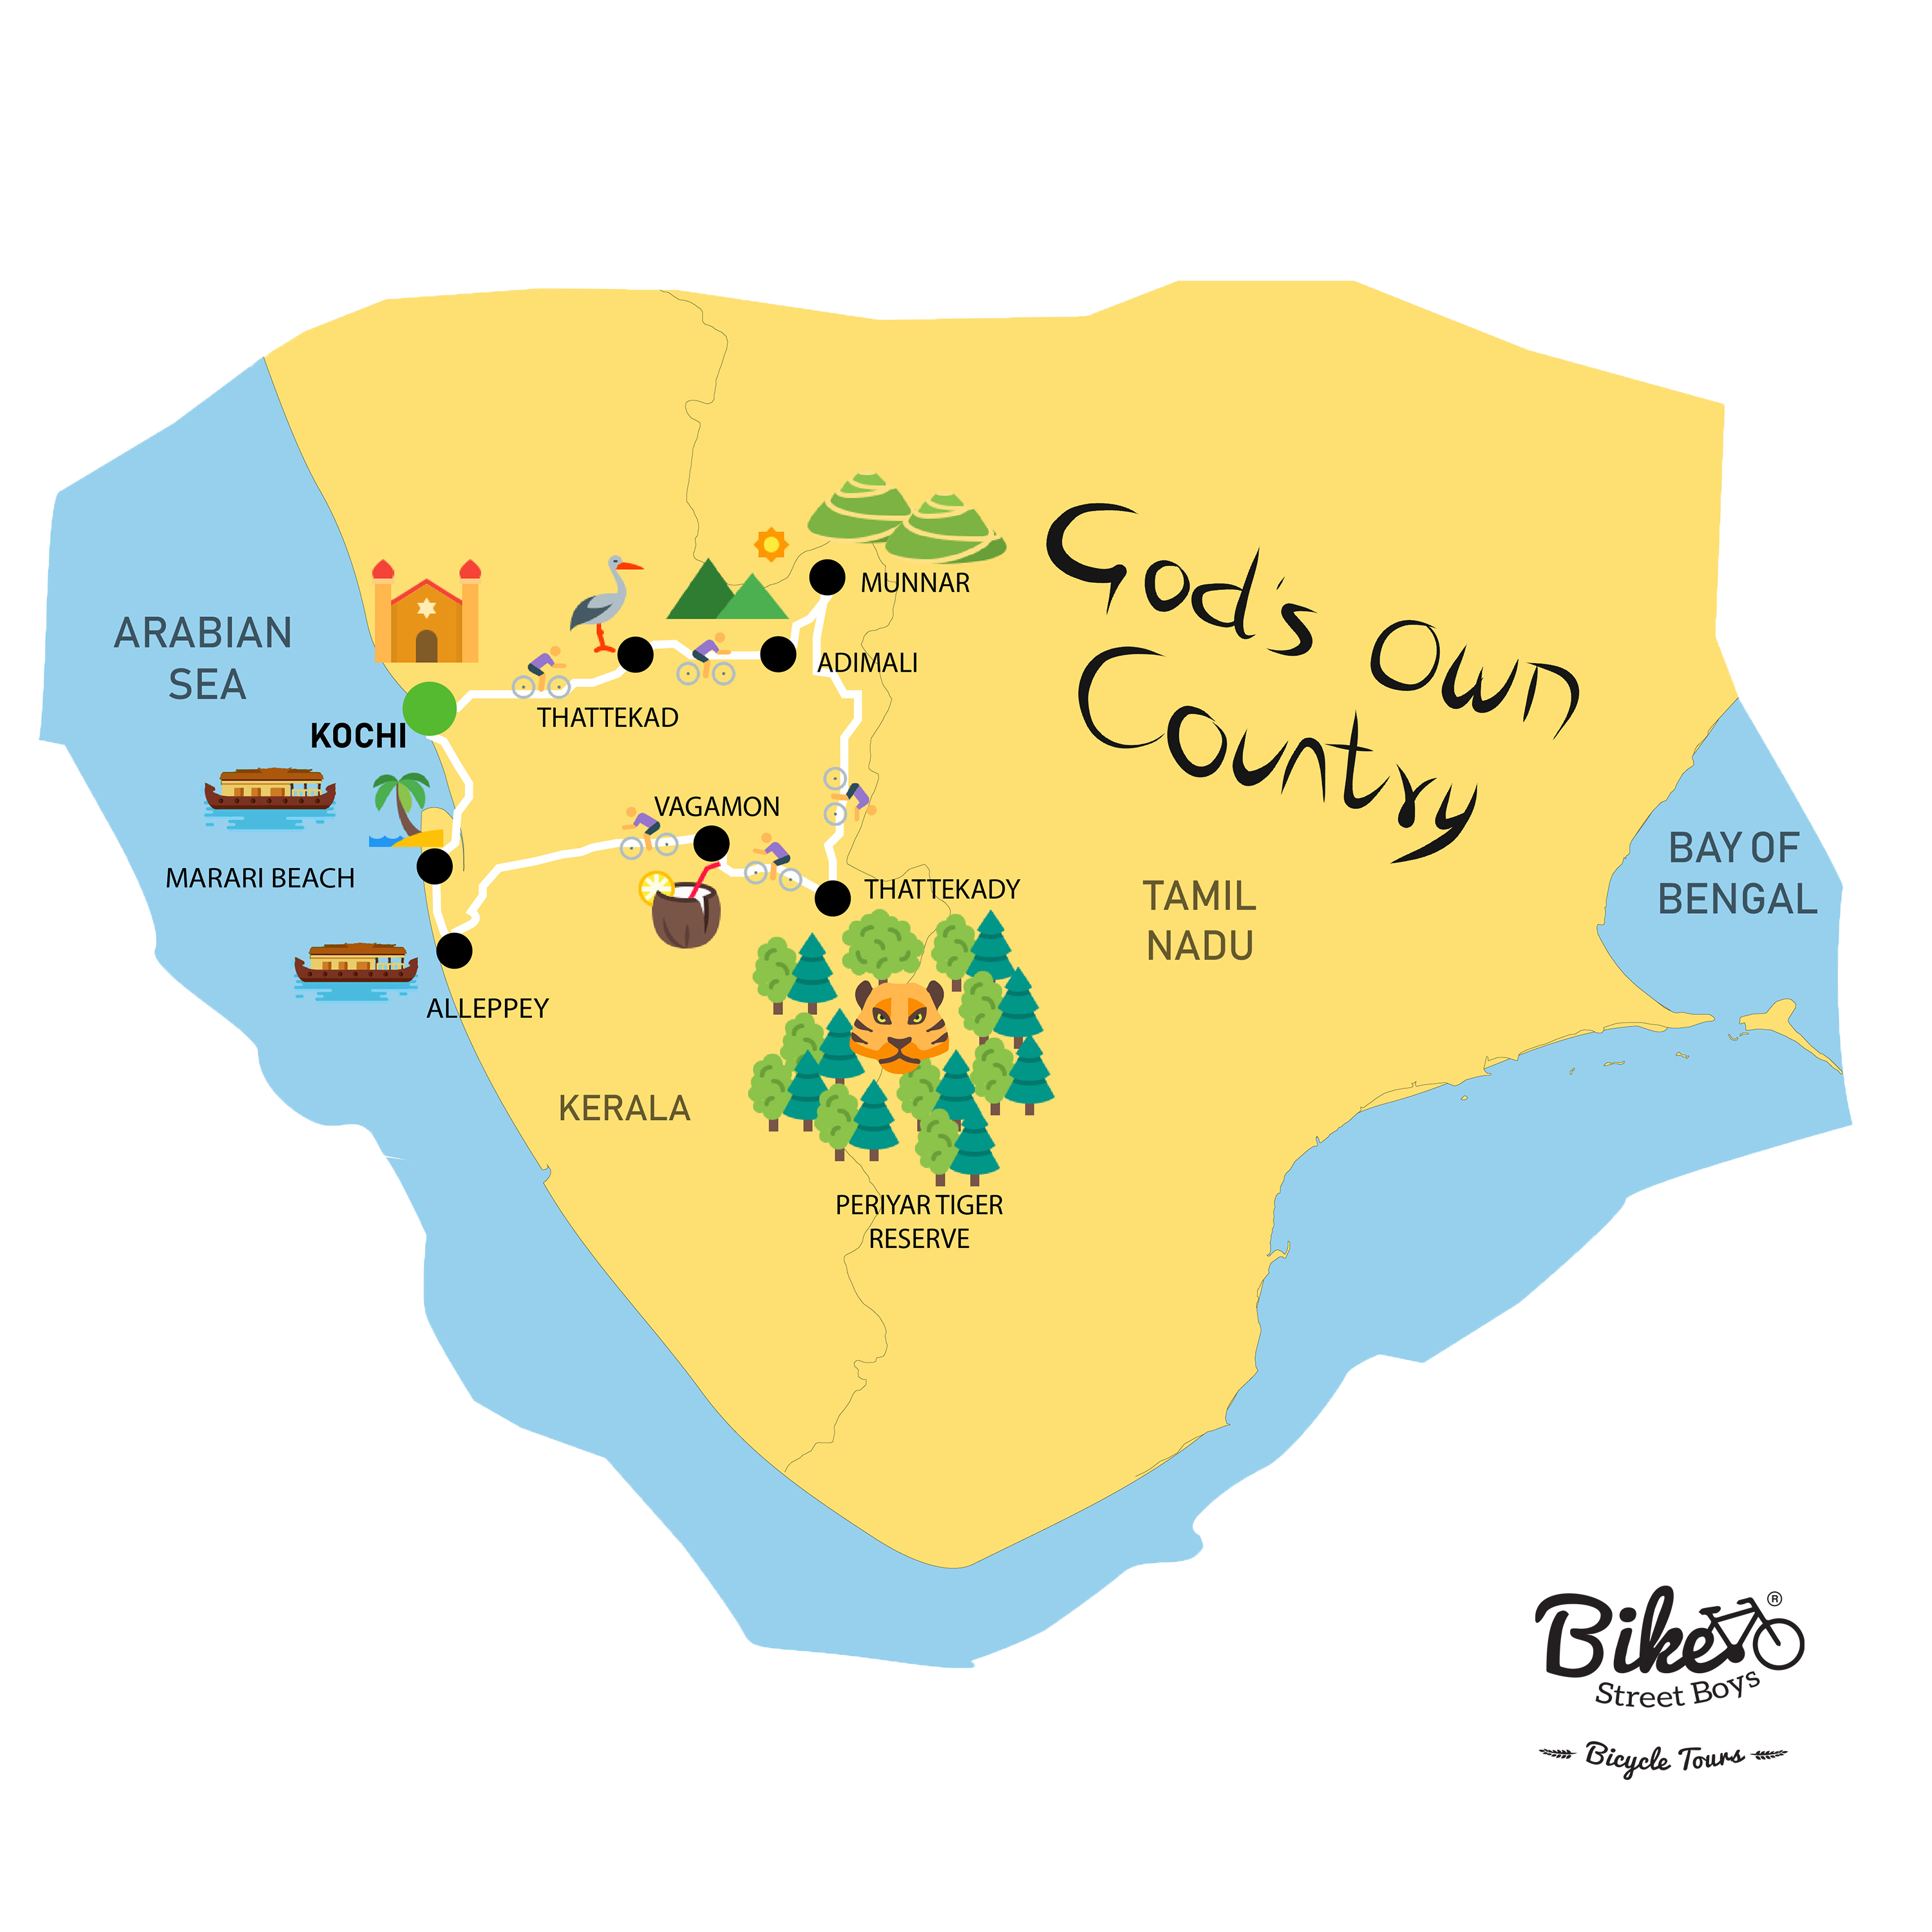 God's Own
Country
MUNNAR
ARABIAN
SEA
ADIMALI
THATTEKAD
KOCHI
VAGAMON
BAY OF
BENGAL
MARARI BEACH
THATTEKADY
TAMIL
NADU
ALLEPPEY
KERALA
PERIYAR TIGER
RESERVE
Bike ®
Street Boys
Bicycle Tours